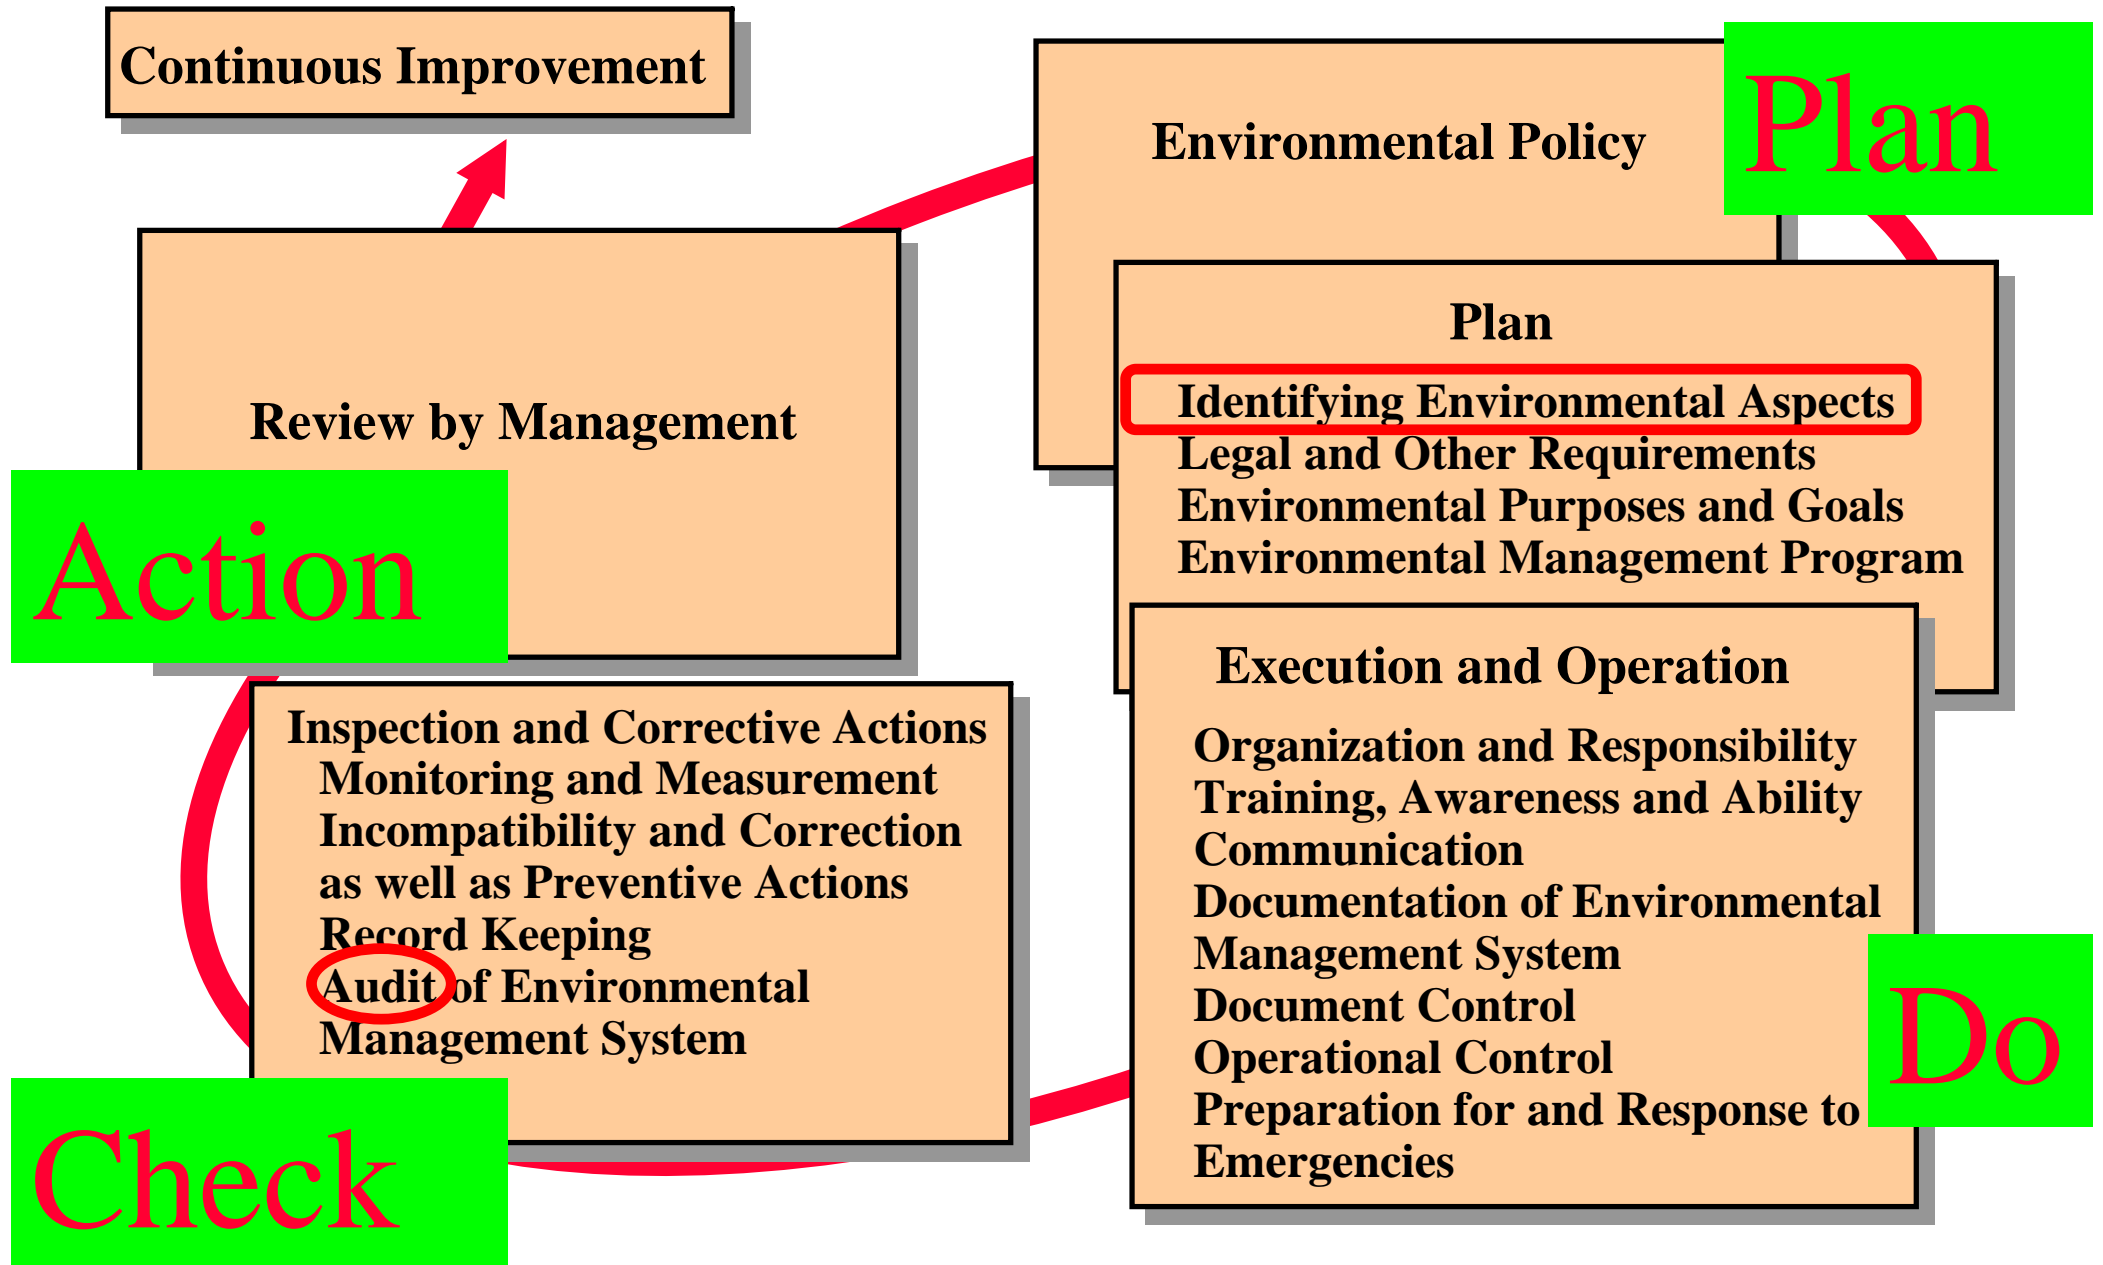 Continuous Improvement
Environmental Policy
Plan
Plan
Identifying Environmental Aspects
Legal and Other Requirements
Environmental Purposes and Goals
Environmental Management Program
Execution and Operation
Organization and Responsibility
Training, Awareness and Ability
Communication
Documentation of Environmental
Management System
Document Control
Operational Control
Preparation for and Response to
Emergencies
Do
Review by Management
Action
Inspection and Corrective Actions
Monitoring and Measurement
Incompatibility and Correction
as well as Preventive Actions
Record Keeping
Audit of Environmental
Management System
Check